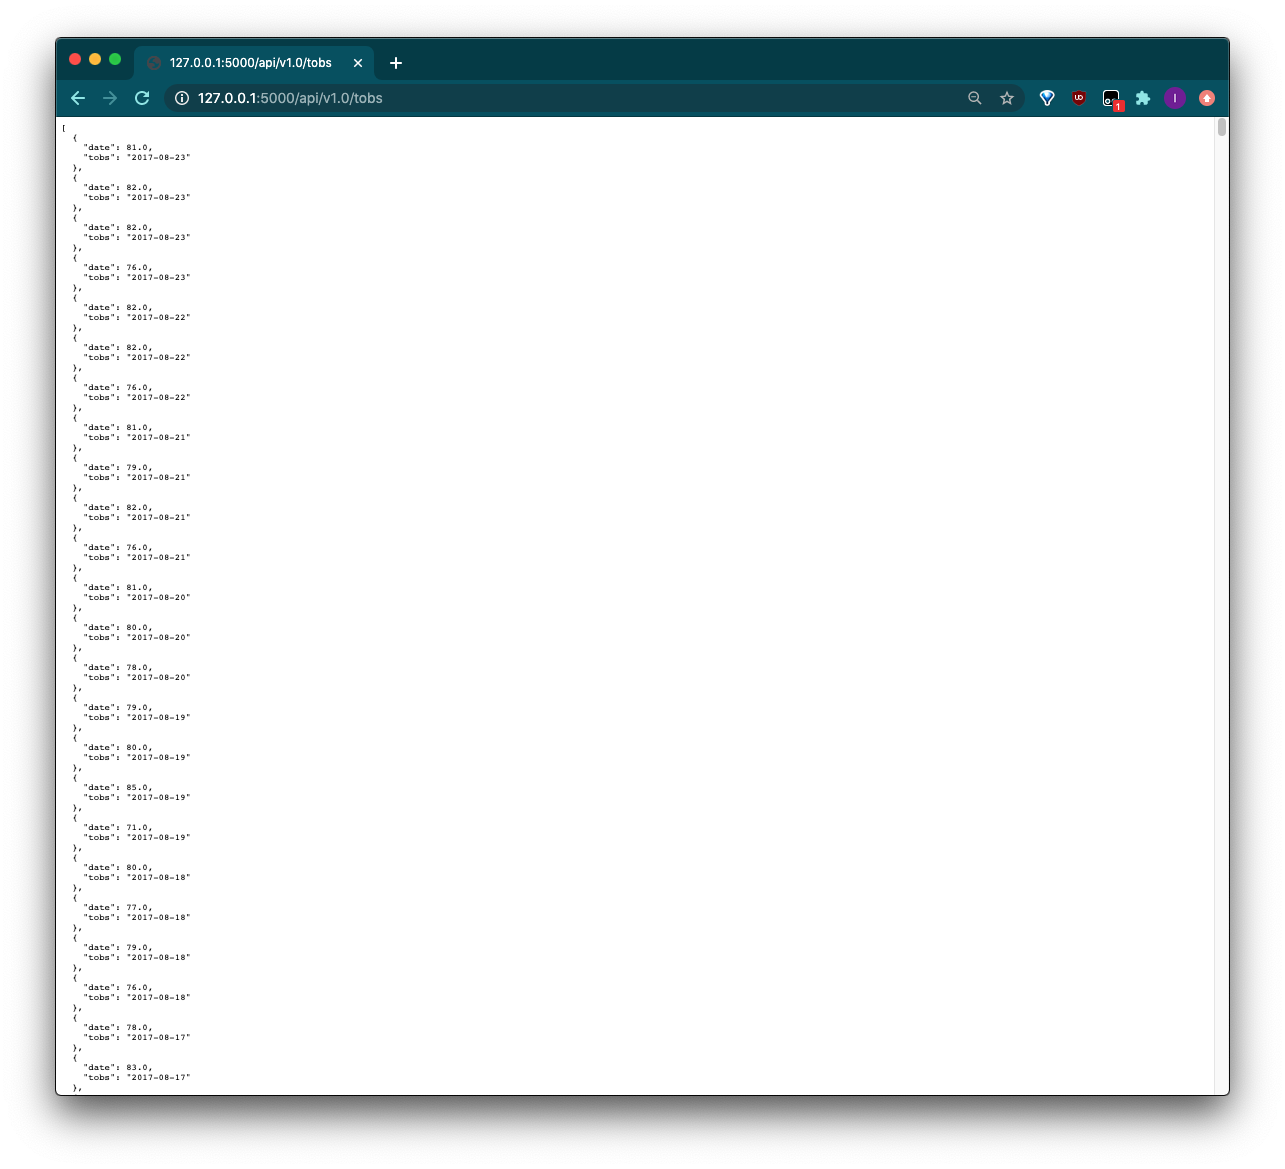 127.0.0.1:5000/api/v1.0/tobs
127.0.0.1:5000/api/v1.0/tobs
UD
1
I
[
{
"date": 81.0,
"tobs": "2017-08-23"
},
{
"date": 82.0,
"tobs": "2017-08-23"
},
{
"date": 82.0,
"tobs": "2017-08-23"
},
{
"date": 76.0,
"tobs": "2017-08-23"
},
{
"date": 82.0,
"tobs": "2017-08-22"
},
{
"date": 82.0,
"tobs": "2017-08-22"
},
{
"date": 76.0,
"tobs": "2017-08-22"
},
{
"date": 81.0,
"tobs": "2017-08-21"
},
{
"date": 79.0,
"tobs": "2017-08-21"
},
{
"date": 82.0,
"tobs": "2017-08-21"
},
{
"date": 76.0,
"tobs": "2017-08-21"
},
{
"date": 81.0,
"tobs": "2017-08-20"
},
{
"date": 80.0,
"tobs": "2017-08-20"
},
{
"date": 78.0,
"tobs": "2017-08-20"
},
{
"date": 79.0,
"tobs": "2017-08-19"
},
{
"date": 80.0,
"tobs": "2017-08-19"
},
{
"date": 85.0,
"tobs": "2017-08-19"
},
{
"date": 71.0,
"tobs": "2017-08-19"
},
{
"date": 80.0,
"tobs": "2017-08-18"
},
{
"date": 77.0,
"tobs": "2017-08-18"
},
{
"date": 79.0,
"tobs": "2017-08-18"
},
{
"date": 76.0,
"tobs": "2017-08-18"
},
{
"date": 78.0,
"tobs": "2017-08-17"
},
{
"date": 83.0,
"tobs": "2017-08-17"
},